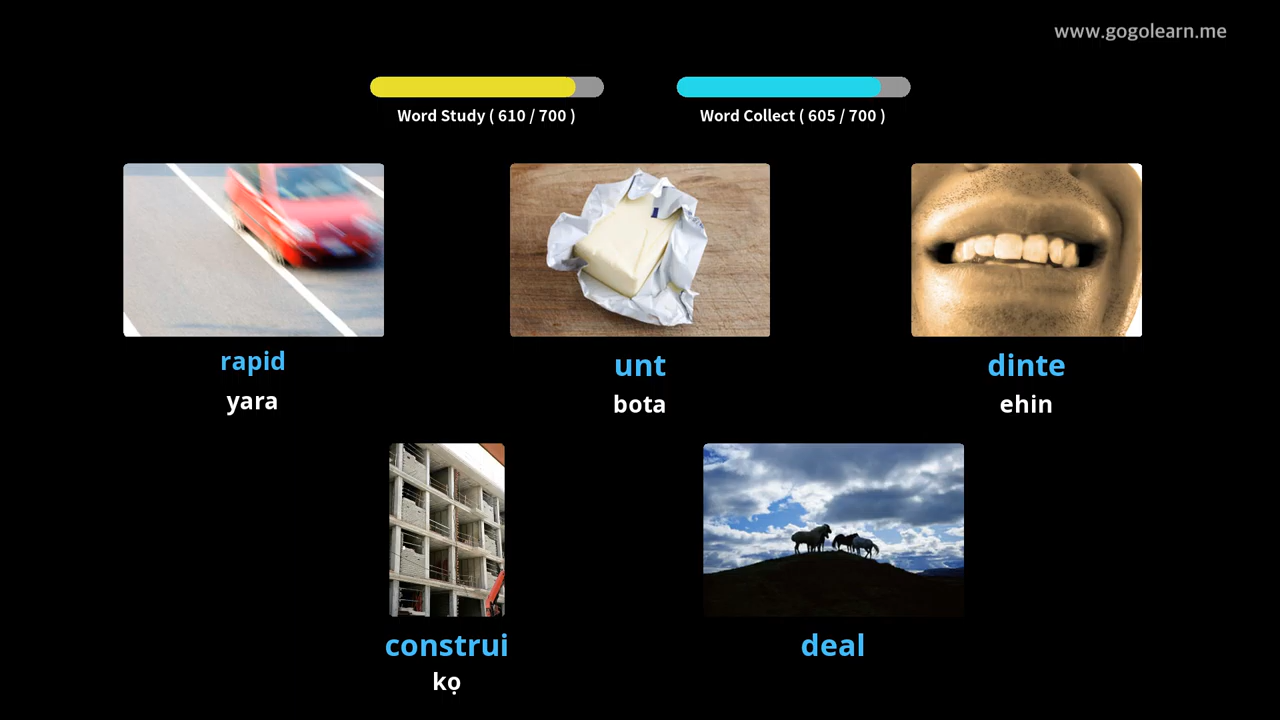 www.gogolearn.me
Word Study ( 610 / 700 )
Word Collect ( 605 / 700 )
rapid
yara
unt
bota
dinte
ehin
construi
kọ
deal